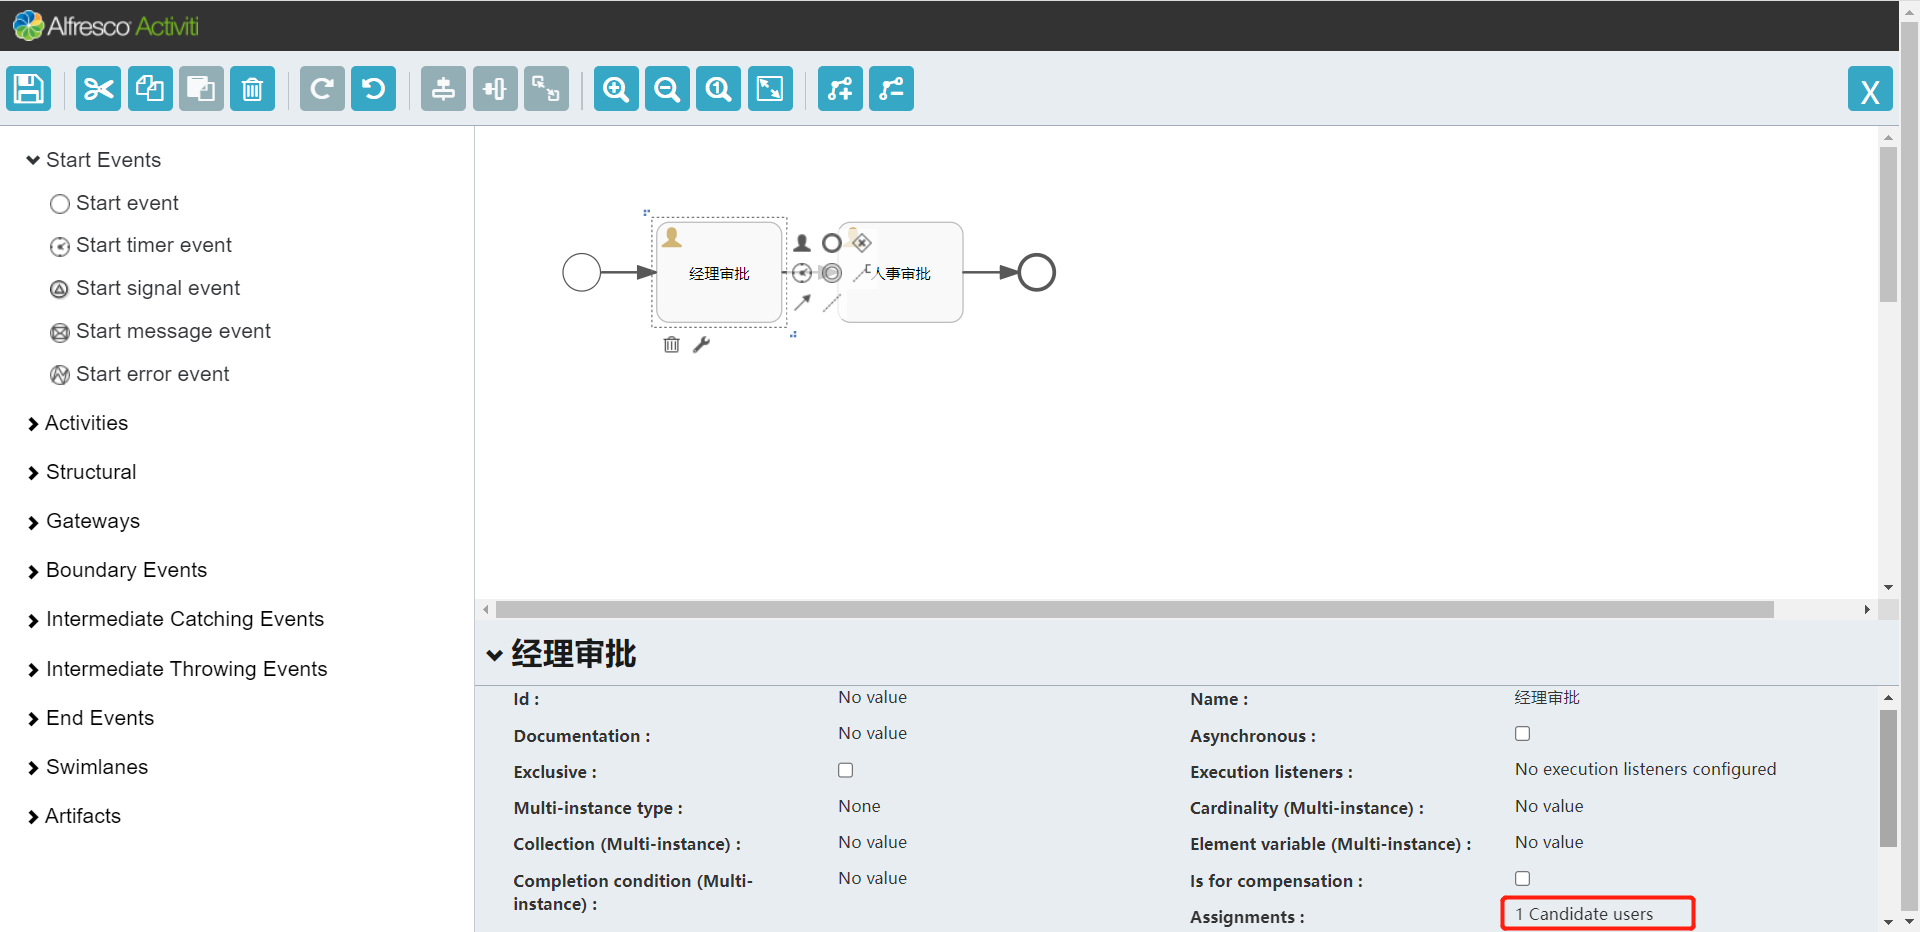 Alfresco Activiti
X
Start Events
Start event
Start timer event
Start signal event
Start message event
Start error event
Activities
Structural
Gateways
Boundary Events
Intermediate Catching Events
Intermediate Throwing Events
End Events
Swimlanes
Artifacts
经理审批
人事审批
经理审批
Id : No value
Name : 经理审批
Documentation : No value
Asynchronous :
Exclusive :
Execution listeners : No execution listeners configured
Multi-instance type : None
Cardinality (Multi-instance) : No value
Collection (Multi-instance) : No value
Element variable (Multi-instance) : No value
Completion condition (Multi-
instance) : No value
Is for compensation :
Assignments : 1 Candidate users